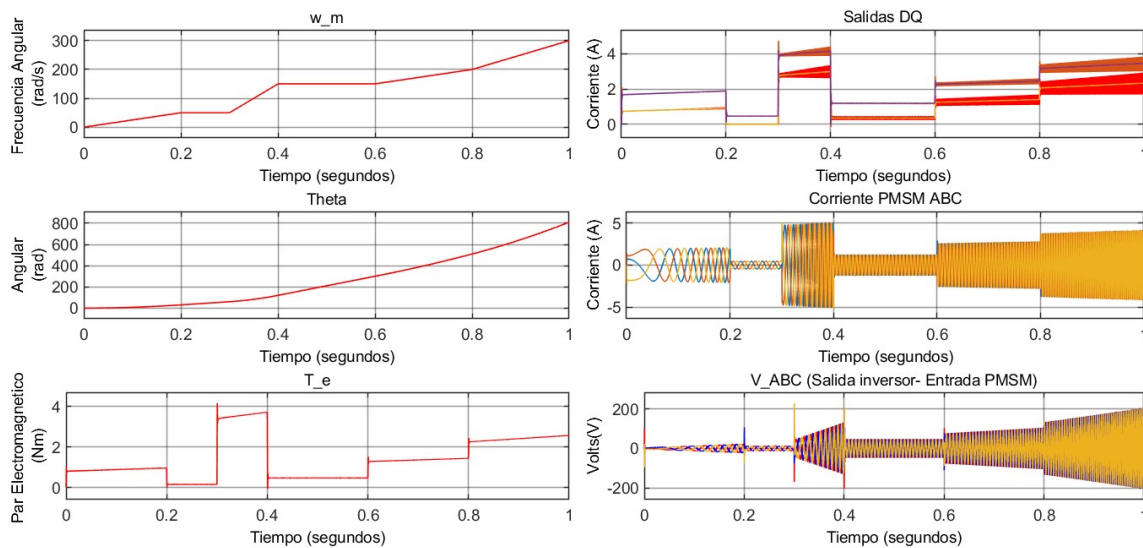 w_m
Frecuencia Angular
(rad/s)
300
200
100
0
0 0.2 0.4 0.6 0.8 1
Tiempo (segundos)
Salidas DQ
Corriente (A)
4
2
0
0 0.2 0.4 0.6 0.8 1
Tiempo (segundos)
Theta
Angular
(rad)
800
600
400
200
0
0 0.2 0.4 0.6 0.8 1
Tiempo (segundos)
Corriente PMSM ABC
Corriente (A)
5
0
-5
0 0.2 0.4 0.6 0.8 1
Tiempo (segundos)
T_e
Par Electromagnetico
(Nm)
4
2
0
0 0.2 0.4 0.6 0.8 1
Tiempo (segundos)
V_ABC (Salida inversor- Entrada PMSM)
Volts(V)
200
0
-200
0 0.2 0.4 0.6 0.8 1
Tiempo (segundos)